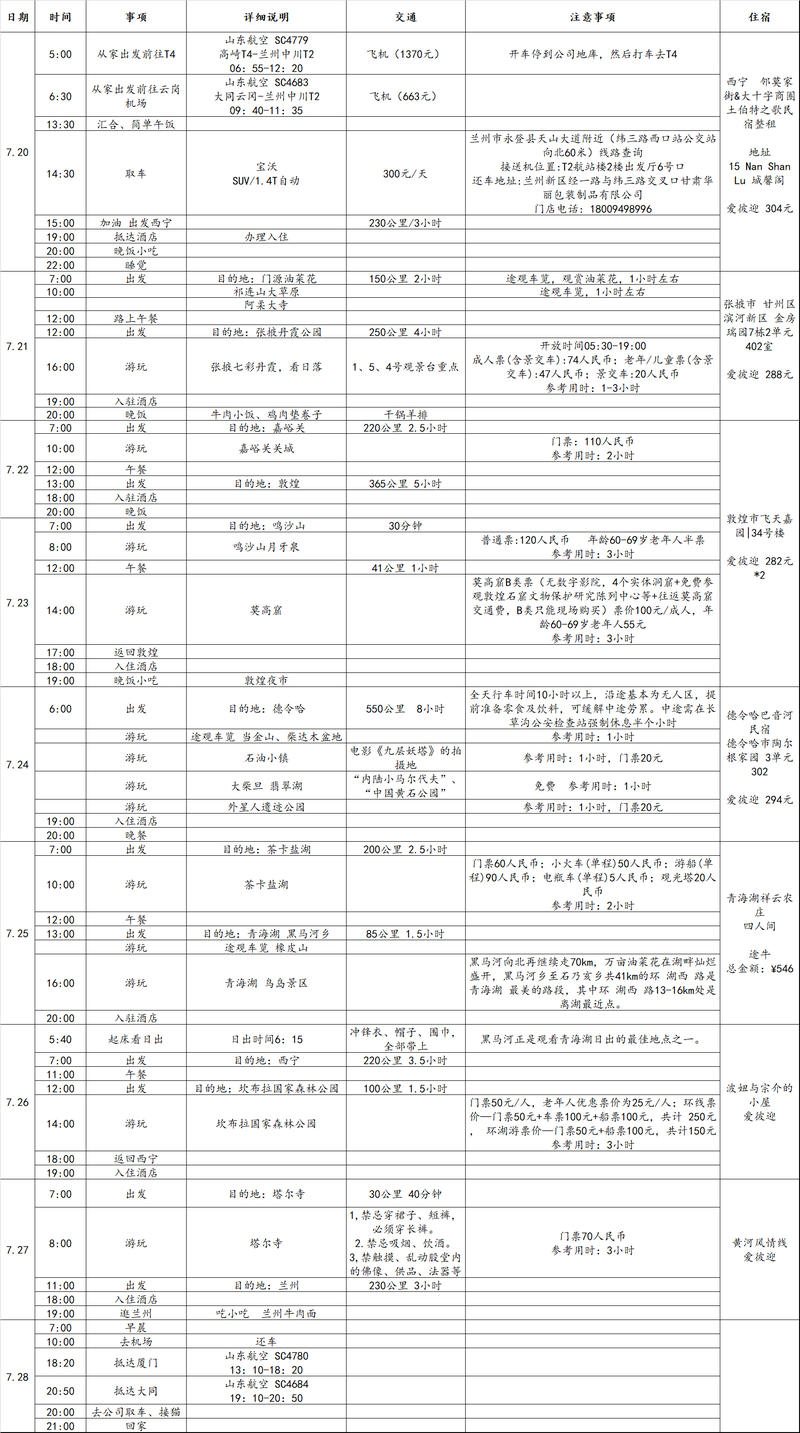 日期 时间 事项 详细说明 交通 注意事项 住宿
7.20
5:00 从家出发前往T4
山东航空 SC4779
高崎T4-兰州中川T2
06：55-12：20
飞机（1370元） 开车停到公司地库，然后打车去T4
6:30 从家出发前往云岗
机场
山东航空 SC4683
大同云冈-兰州中川T2
09：40-11：35
飞机（663元）
13:30 汇合、简单午饭
14:30 取车
宝沃
SUV/1.4T自动
300元/天
兰州市永登县天山大道附近（纬三路西口站公交站
向北60米）线路查询
接送机位置:T2航站楼2楼出发厅6号口
还车地址:兰州新区经一路与纬三路交叉口甘肃华
丽包装制品有限公司
门店电话：18009498996
15:00 加油 出发西宁 230公里/3小时
19:00 抵达酒店 办理入住
20:00 晚饭小吃
22:00 睡觉
西宁 邻莫家
街&大十字商圈
土伯特之歌民
宿整租
地址
15 Nan Shan
Lu 城馨阁
爱彼迎 304元
7.21
7:00 出发 目的地：门源油菜花 150公里 2小时 途观车览，观赏油菜花，1小时左右
10:00 祁连山大草原 途观车览，1小时左右
阿柔大寺
12:00 路上午餐
12:00 出发 目的地：张掖丹霞公园 250公里 4小时
16:00 游玩 张掖七彩丹霞，看日落 1、5、4号观景台重点
开放时间05:30-19:00
成人票(含景交车):74人民币；老年/儿童票(含景
交车):47人民币；景交车:20人民币
参考用时：1-3小时
19:00 入驻酒店
20:00 晚饭 牛肉小饭、鸡肉垫卷子 干锅羊排
张掖市 甘州区
滨河新区 金房
瑞园7栋2单元
402室
爱彼迎 288元
7.22
7:00 出发 目的地：嘉峪关 220公里 2.5小时
10:00 游玩 嘉峪关关城
门票：110人民币
参考用时：2小时
12:00 午餐
13:00 出发 目的地：敦煌 365公里 5小时
18:00 入驻酒店
20:00 晚饭
7.23
7:00 出发 目的地：鸣沙山 30分钟
8:00 游玩 鸣沙山月牙泉
普通票:120人民币 年龄60-69岁老年人半票
参考用时：3小时
12:00 午餐 41公里 1小时
14:00 游玩 莫高窟
莫高窟B类票（无数字影院，4个实体洞窟+免费参
观敦煌石窟文物保护研究陈列中心等+往返莫高窟
交通费，B类只能现场购买）票价100元/成人，年
龄60-69岁老年人55元
参考用时：3小时
17:00 返回敦煌
18:00 入住酒店
19:00 晚饭小吃 敦煌夜市
敦煌市飞天嘉
园|34号楼
爱彼迎 282元
*2
7.24
6:00 出发 目的地：德令哈 550公里 8小时
全天行车时间10小时以上，沿途基本为无人区，提
前准备零食及饮料，可缓解中途劳累。中途需在长
草沟公安检查站强制休息半个小时
游玩 途观车览 当金山、柴达木盆地 参考用时：1小时
游玩 石油小镇
电影《九层妖塔》的拍
摄地
参考用时：1小时，门票20元
游玩 大柴旦 翡翠湖
“内陆小马尔代夫”、
“中国黄石公园”
免费 参考用时：1小时
游玩 外星人遗迹公园 参考用时：1小时，门票20元
19:00 入住酒店
20:00 晚餐
德令哈巴音河
民宿
德令哈市陶尔
根家园 3单元
302
爱彼迎 294元
7.25
7:00 出发 目的地：茶卡盐湖 200公里 2.5小时
10:00 游玩 茶卡盐湖
门票60人民币；小火车(单程)50人民币；游船(单
程)90人民币；电瓶车(单程)5人民币；观光塔20人
民币
参考用时：2小时
12:00 午餐
13:00 出发 目的地：青海湖 黑马河乡 85公里 1.5小时
游玩 途观车览 橡皮山
16:00 游玩 青海湖 鸟岛景区
黑马河向北再继续走70km，万亩油菜花在湖畔灿烂
盛开，黑马河乡至石乃亥乡共41km的环 湖西 路是
青海湖 最美的路段，其中环 湖西 路13-16km处是
离湖最近点。
20:00 入驻酒店
青海湖祥云农
庄
四人间
途牛
总金额：¥546
7.26
5:40 起床看日出 日出时间6：15
冲锋衣、帽子、围巾，
全部带上
黑马河正是观看青海湖日出的最佳地点之一。
7:00 出发 目的地：西宁 220公里 3.5小时
11:00 午餐
12:00 出发 目的地：坎布拉国家森林公园 100公里 1.5小时
14:00 游玩 坎布拉国家森林公园
门票50元/人，老年人优惠票价为25元/人；环线票
价—门票50元+车票100元+船票100元，共计 250元
， 环湖游票价—门票50元+船票100元，共计150元
参考用时：3小时
18:00 返回西宁
19:00 入住酒店
波妞与宗介的
小屋
爱彼迎
7.27
7:00 出发 目的地：塔尔寺 30公里 40分钟
8:00 游玩 塔尔寺
1,禁忌穿裙子、短裤，
必须穿长裤。
2.禁忌吸烟、饮酒。
3,禁触摸、乱动殿堂内
的佛像、供品、法器等
门票70人民币
参考用时：3小时
11:00 出发 目的地：兰州 230公里 3小时
18:00 入住酒店
19:00 逛兰州 吃小吃 兰州牛肉面
黄河风情线
爱彼迎
7.28
7:00 早晨
10:00 去机场 还车
18:20 抵达厦门
山东航空 SC4780
13：10-18：20
20:50 抵达大同
山东航空 SC4684
19：10-20：50
20:00 去公司取车、接猫
21:00 回家